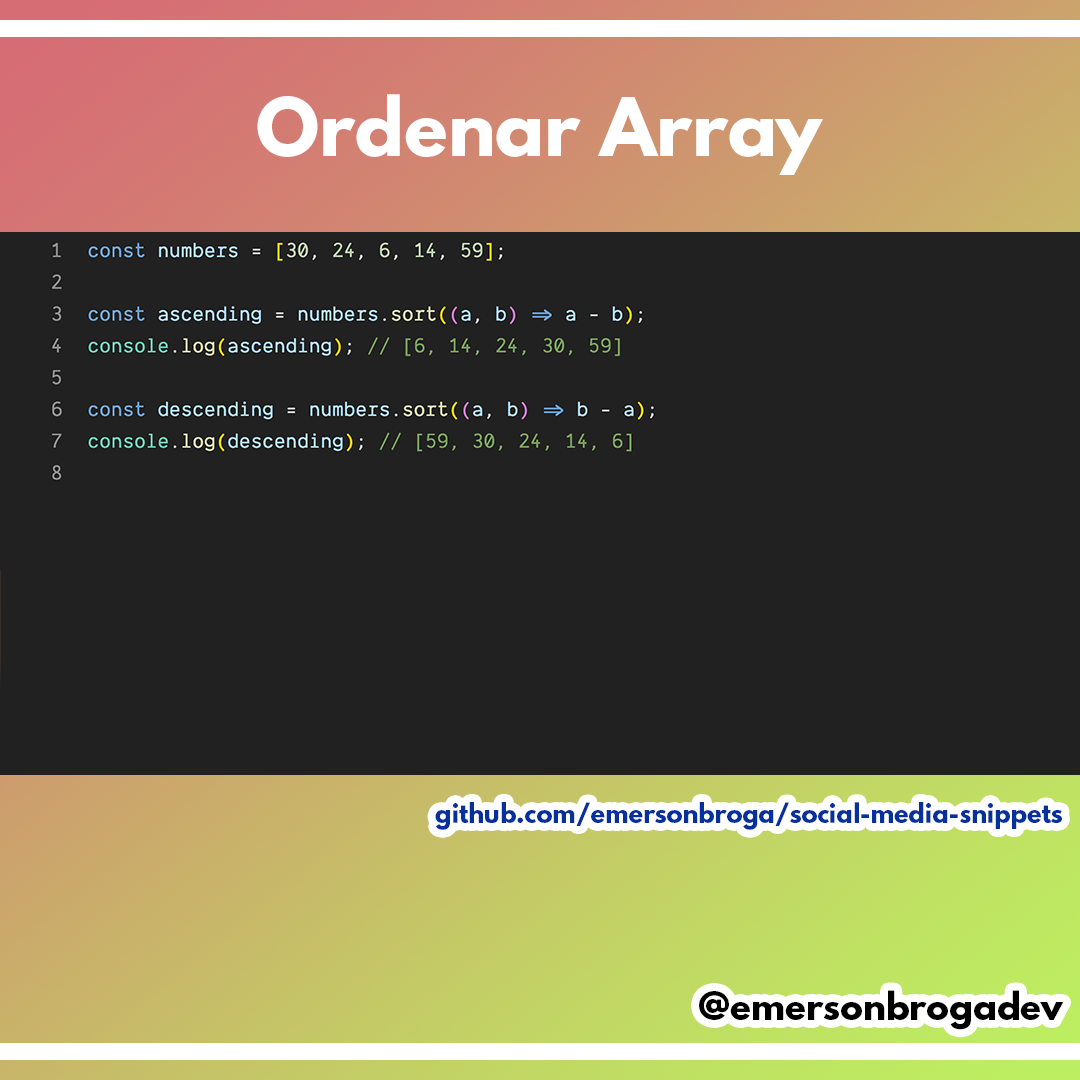 Ordenar Array
1 const numbers = [30, 24, 6, 14, 59];
2
3 const ascending = numbers.sort((a, b) => a - b);
4 console.log(ascending); // [6, 14, 24, 30, 59]
5
6 const descending = numbers.sort((a, b) => b - a);
7 console.log(descending); // [59, 30, 24, 14, 6]
8
github.com/emersonbroga/social-media-snippets
@emersonbrogadev